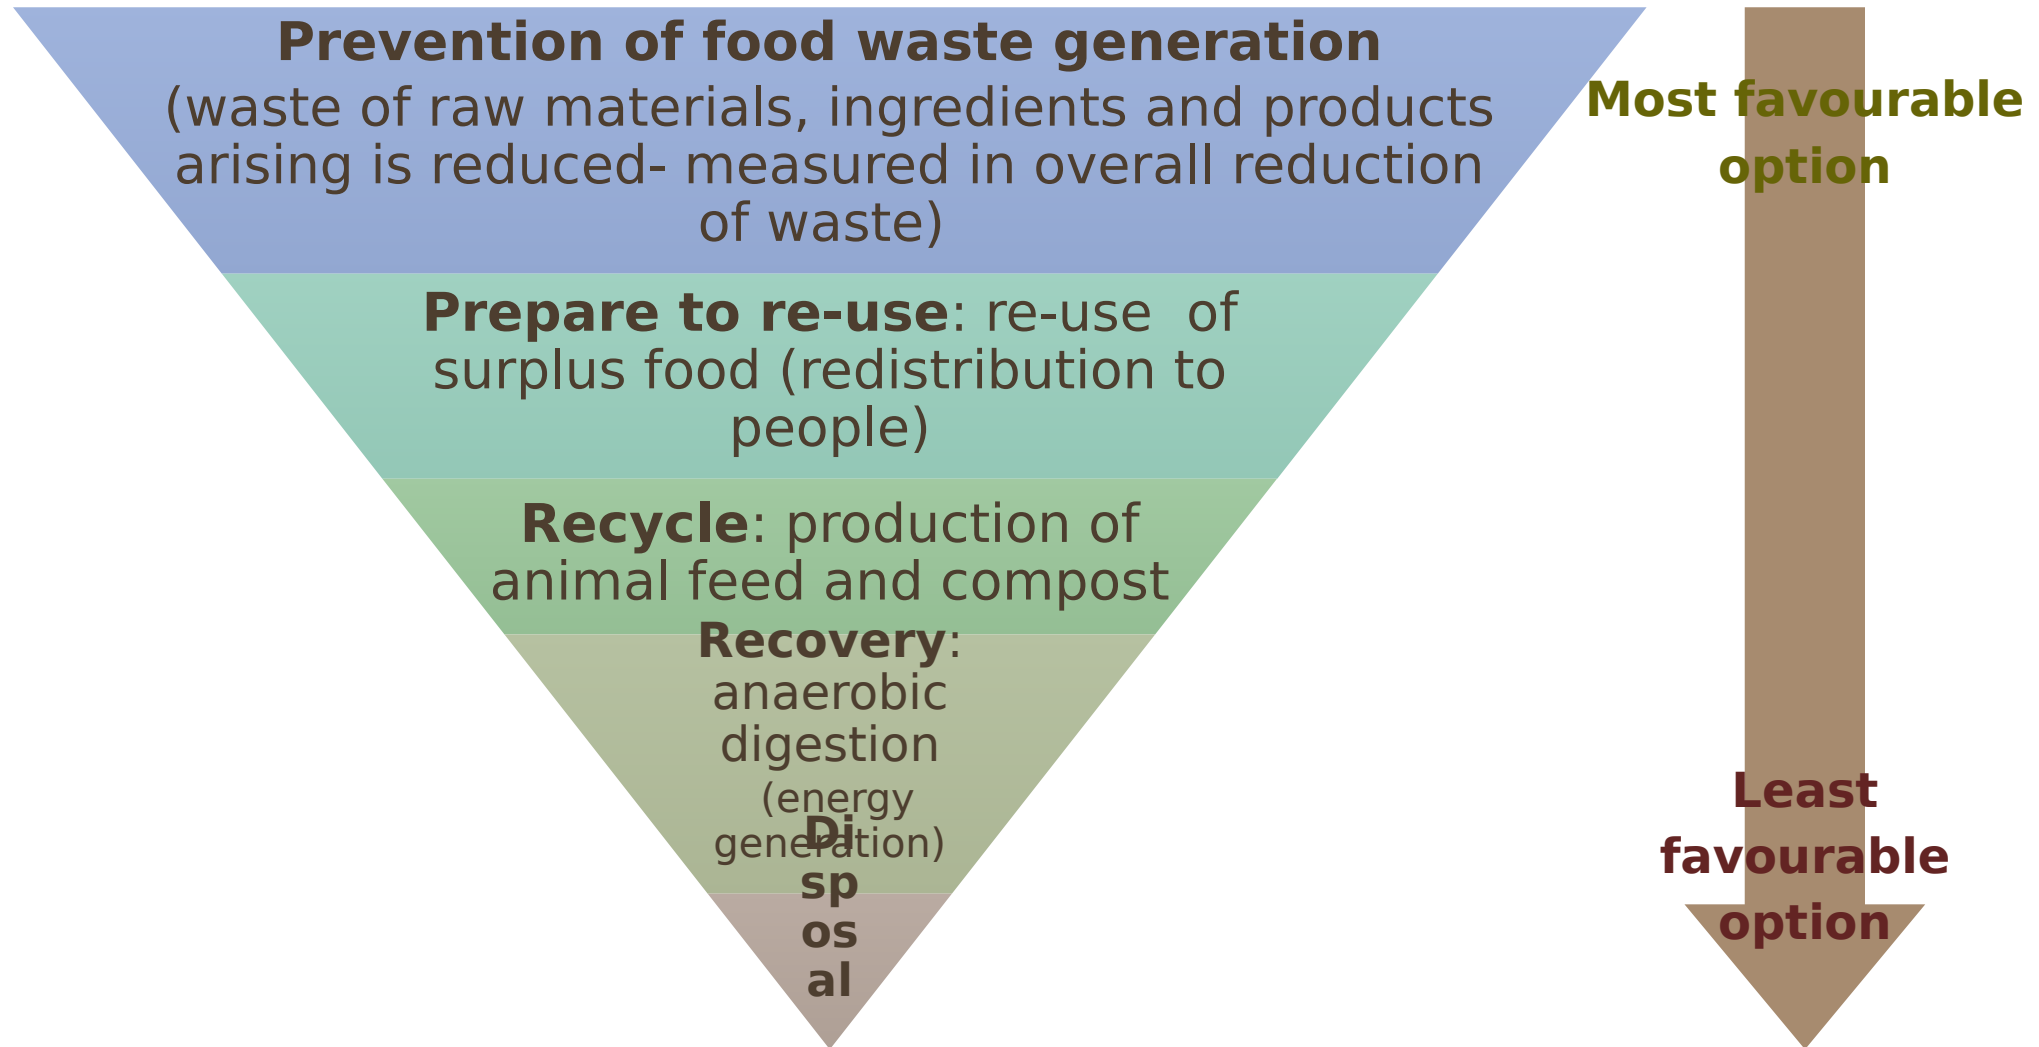 Prevention of food waste generation
(waste of raw materials, ingredients and products
arising is reduced- measured in overall reduction
of waste)
Prepare to re-use: re-use  of
surplus food (redistribution to
people)
Recycle: production of
animal feed and compost
Recovery:
anaerobic
digestion
(energy
generation)
Di
sp
os
al
Most favourable
option
Least
favourable
option